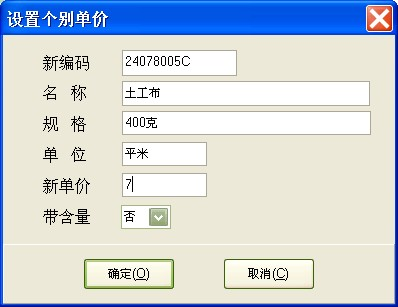 设置个别单价
新编码 24078005C
名 称 土工布
规 格 400克
单 位 平米
新单价 7
带含量 否
确定(O) 取消(C)